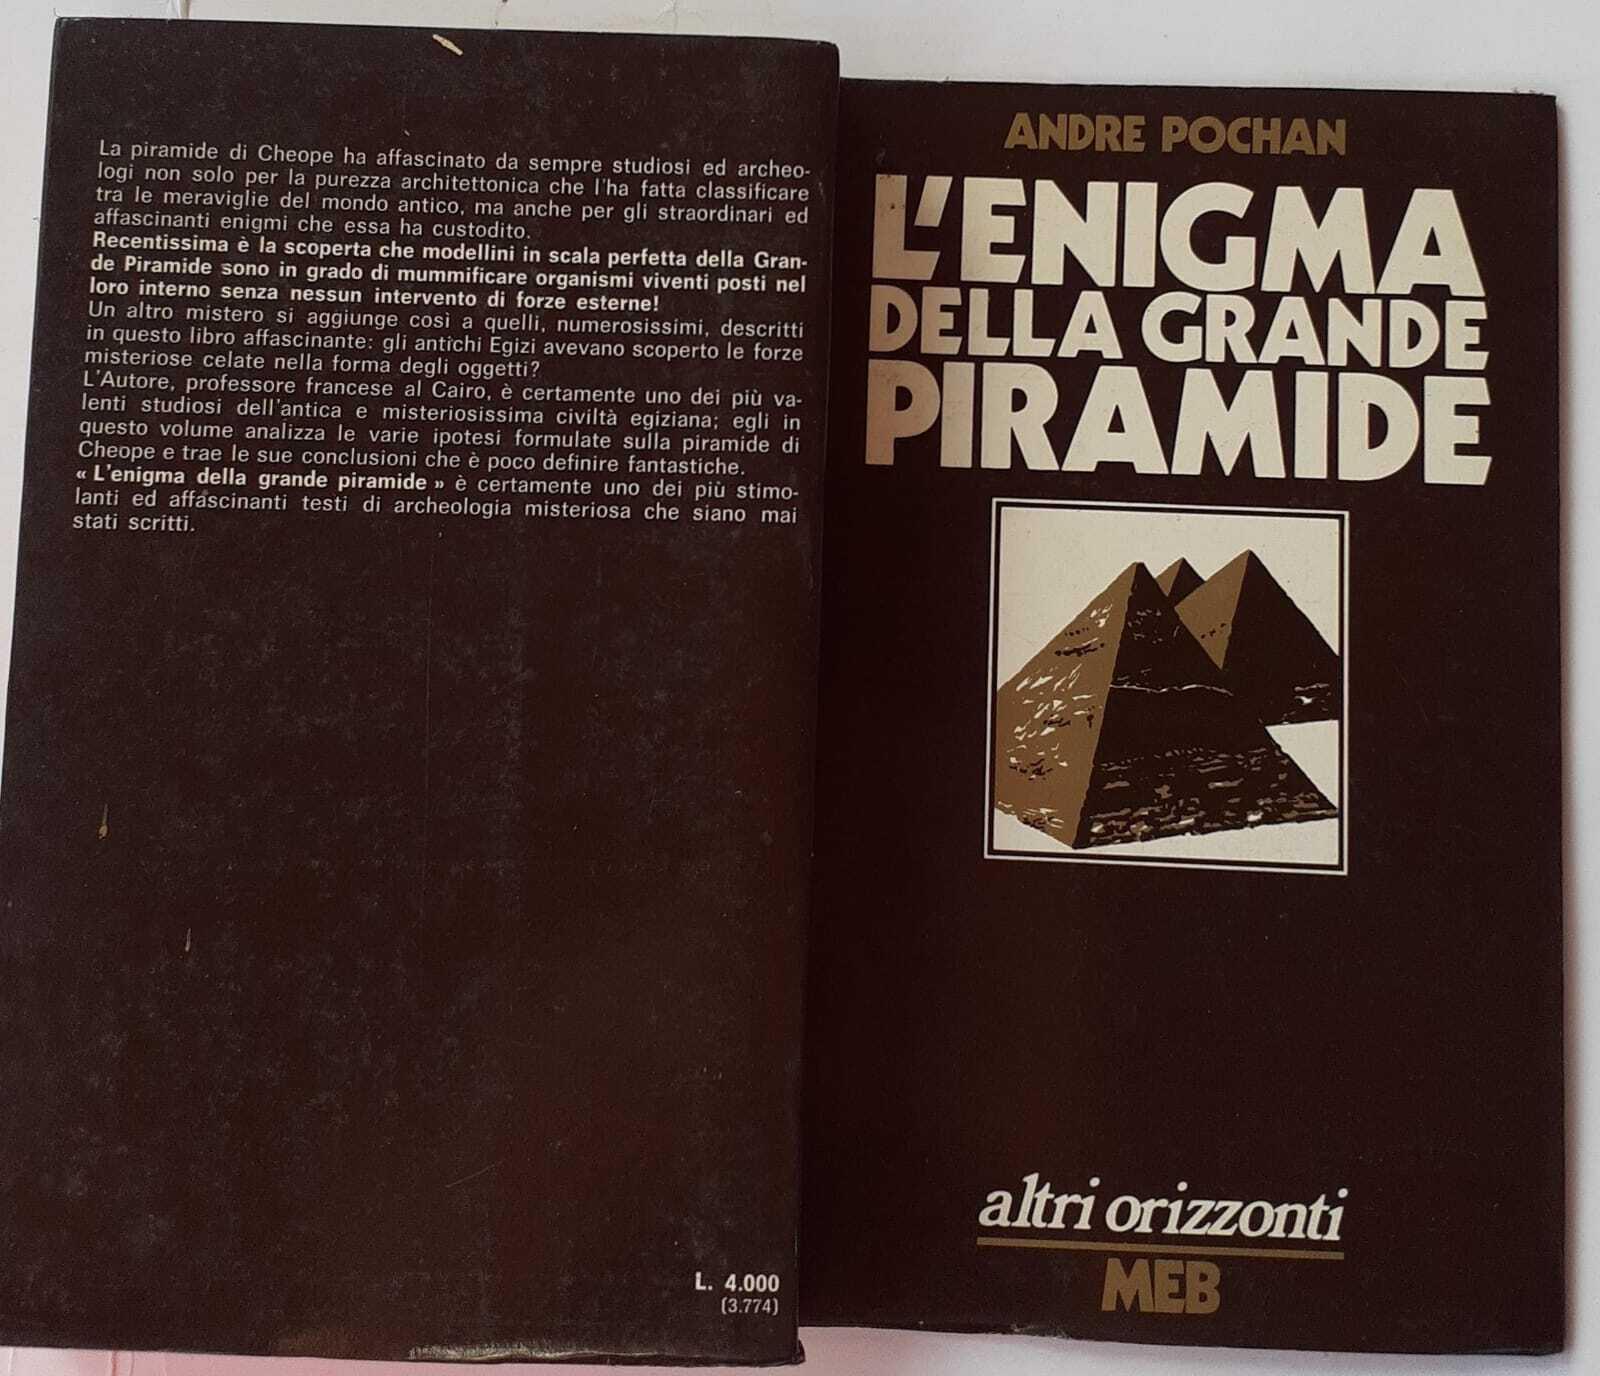 La piramide di Cheope ha affascinato da sempre studiosi ed archeo-
logi non solo per la purezza architettonica che l'ha fatta classificare
tra le meraviglie del mondo antico, ma anche per gli straordinari ed
affascinanti enigmi che essa ha custodito.
Recentissima è la scoperta che modellini in scala perfetta della Gran-
de Piramide sono in grado di mummificare organismi viventi posti nel
loro interno senza nessun intervento di forze esterne!
Un altro mistero si aggiunge così a quelli, numerosissimi, descritti
in questo libro affascinante: gli antichi Egizi avevano scoperto le forze
misteriose celate nella forma degli oggetti?
L'Autore, professore francese al Cairo, è certamente uno dei più va-
lenti studiosi dell'antica e misteriosissima civiltà egiziana; egli in
questo volume analizza le varie ipotesi formulate sulla piramide di
Cheope e trae le sue conclusioni che è poco definire fantastiche.
« L'enigma della grande piramide » è certamente uno dei più stimo-
lanti ed affascinanti testi di archeologia misteriosa che siano mai
stati scritti.
L. 4.000
(3.774)
ANDRE POCHAN
L'ENIGMA
DELLA GRANDE
PIRAMIDE
altri orizzonti
MEB